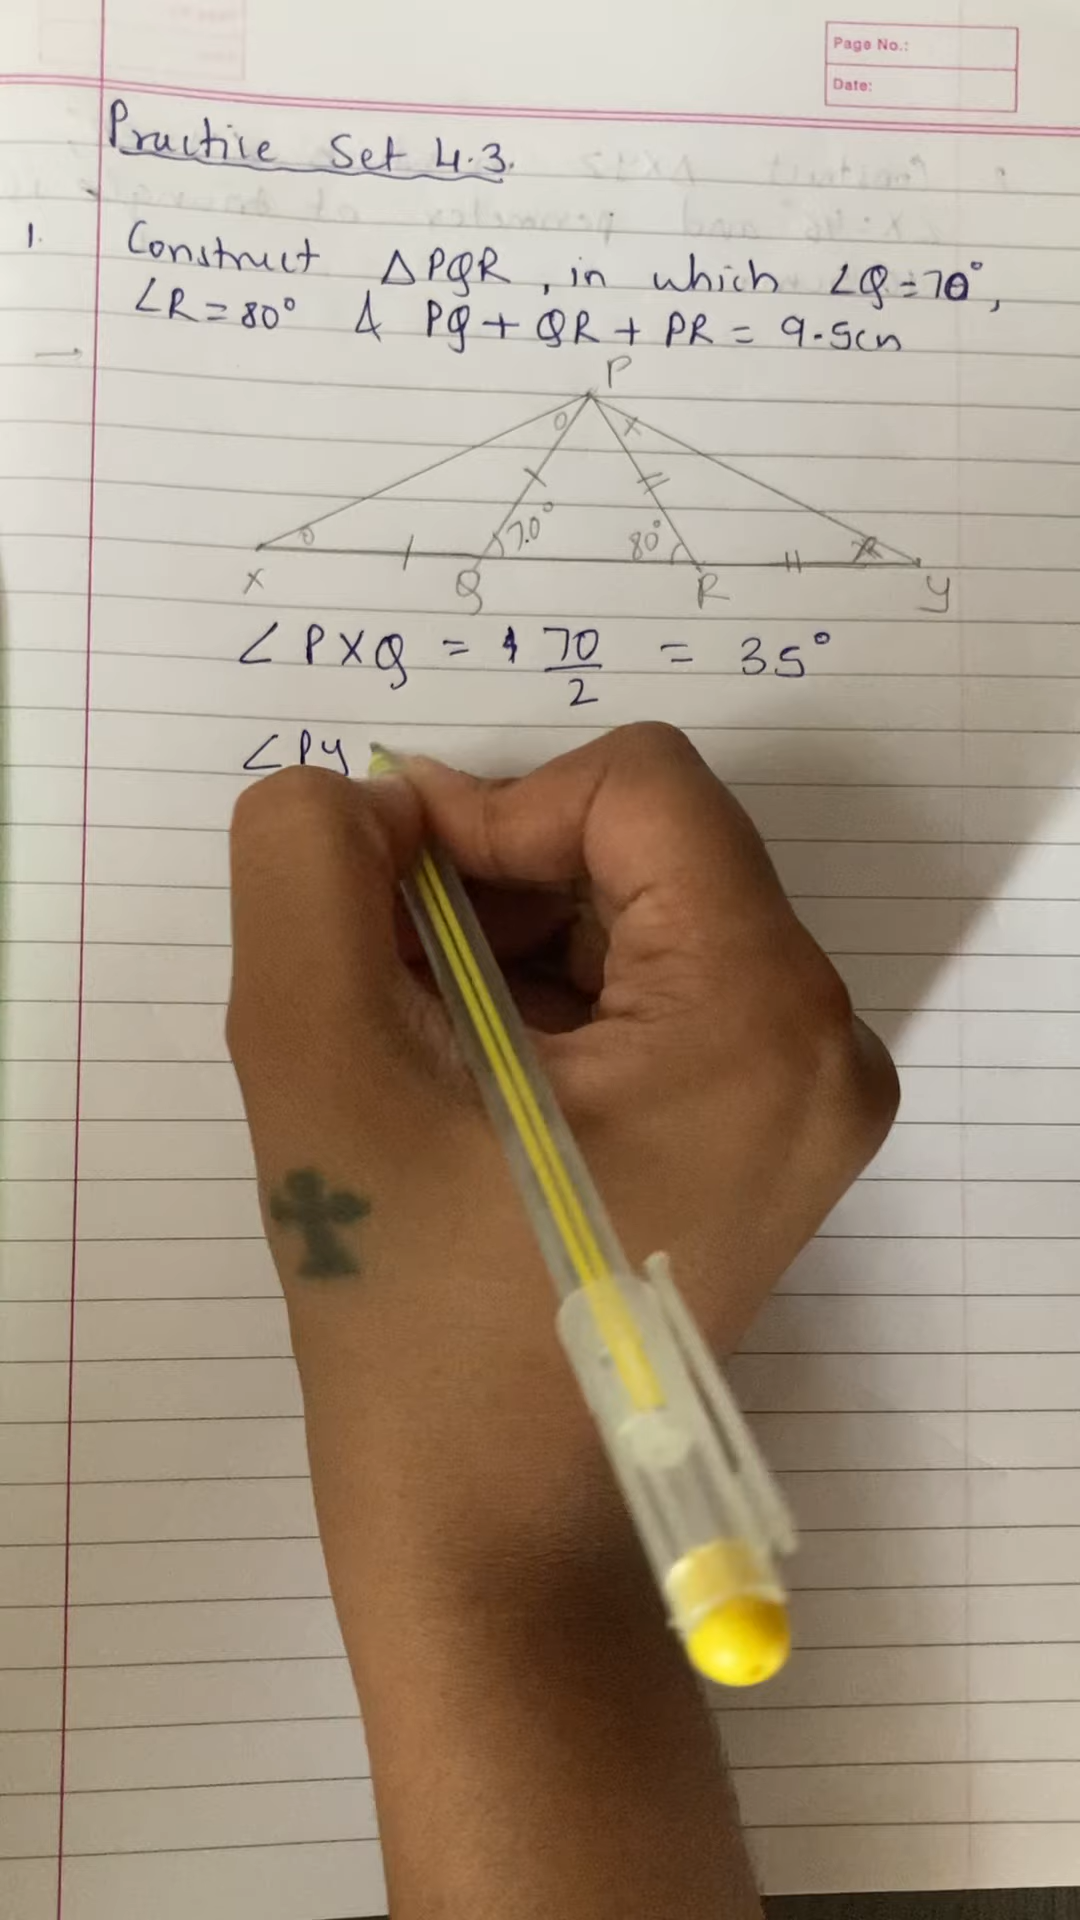 Page No.:
Date:
Practice Set 4.3.
1. Construct △PQR, in which ∠Q = 70°,
∠R = 80° & PQ + QR + PR = 9.5cm
P
70° 80°
X Q R y
∠PXQ = 70/2 = 35°
∠Py